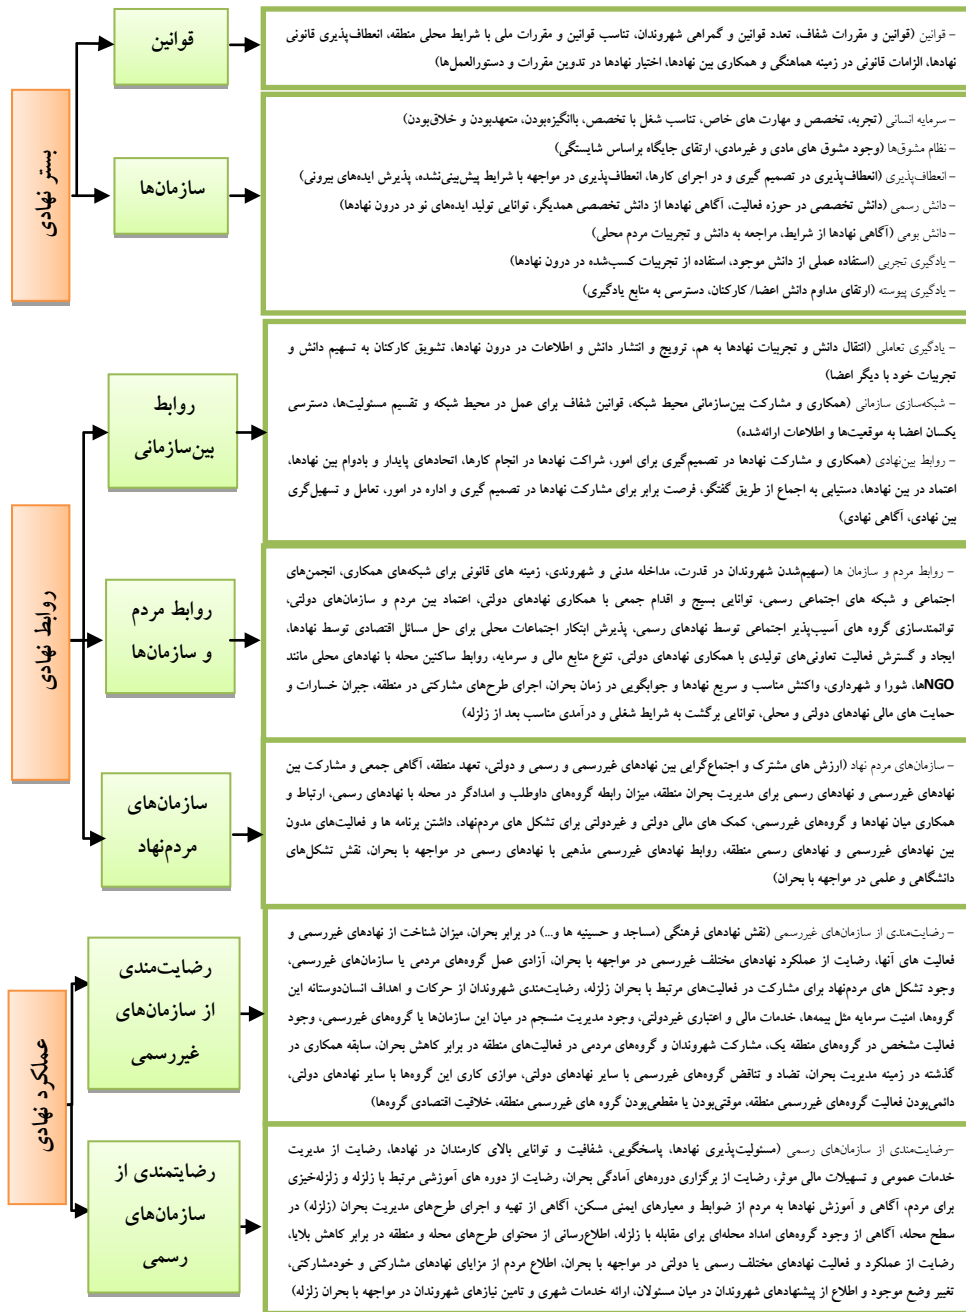 بستر نهادی
قوانین
– قوانین (قوانین و مقررات شفاف، تعدد قوانین و گمراهی شهروندان، تناسب قوانین و مقررات ملی با شرایط محلی منطقه، انعطاف‌پذیری قانونی
نهادها، الزامات قانونی در زمینه هماهنگی و همکاری بین نهادها، اختیار نهادها در تدوین مقررات و دستورالعمل‌ها)
سازمان‌ها
– سرمایه انسانی (تجربه، تخصص و مهارت های خاص، تناسب شغل با تخصص، باانگیزه‌بودن، متعهدبودن و خلاق‌بودن)
– نظام مشوق‌ها (وجود مشوق های مادی و غیرمادی، ارتقای جایگاه براساس شایستگی)
– انعطاف‌پذیری (انعطاف‌پذیری در تصمیم گیری و در اجرای کارها، انعطاف‌پذیری در مواجهه با شرایط پیش‌بینی‌نشده، پذیرش ایده‌های بیرونی)
– دانش رسمی (دانش تخصصی در حوزه فعالیت، آگاهی نهادها از دانش تخصصی همدیگر، توانایی تولید ایده‌های نو در درون نهادها)
– دانش بومی (آگاهی نهادها از شرایط، مراجعه به دانش و تجربیات مردم محلی)
– یادگیری تجربی (استفاده عملی از دانش موجود، استفاده از تجربیات کسب‌شده در درون نهادها)
– یادگیری پیوسته (ارتقای مداوم دانش اعضا/ کارکنان، دسترسی به منابع یادگیری)
روابط نهادی
روابط
بین‌سازمانی
– یادگیری تعاملی (انتقال دانش و تجربیات نهادها به هم، ترویج و انتشار دانش و اطلاعات در درون نهادها، تشویق کارکنان به تسهیم دانش و
تجربیات خود با دیگر اعضا)
– شبکه‌سازی سازمانی (همکاری و مشارکت بین‌سازمانی محیط شبکه، قوانین شفاف برای عمل در محیط شبکه و تقسیم مسئولیت‌ها، دسترسی
یکسان اعضا به موقعیت‌ها و اطلاعات ارائه‌شده)
– روابط بین‌نهادی (همکاری و مشارکت نهادها در تصمیم‌گیری برای امور، شراکت نهادها در انجام کارها، اتحادهای پایدار و بادوام بین نهادها،
اعتماد در بین نهادها، دستیابی به اجماع از طریق گفتگو، فرصت برابر برای مشارکت نهادها در تصمیم گیری و اداره در امور، تعامل و تسهیل‌گری
بین نهادی، آگاهی نهادی)
روابط مردم
و سازمان‌ها
– روابط مردم و سازمان ها (سهیم‌شدن شهروندان در قدرت، مداخله مدنی و شهروندی، زمینه های قانونی برای شبکه‌های همکاری، انجمن‌های
اجتماعی و شبکه های اجتماعی رسمی، توانایی بسیج و اقدام جمعی با همکاری نهادهای دولتی، اعتماد بین مردم و سازمان‌های دولتی،
توانمندسازی گروه های آسیب‌پذیر اجتماعی توسط نهادهای رسمی، پذیرش ابتکار اجتماعات محلی برای حل مسائل اقتصادی توسط نهادها،
ایجاد و گسترش فعالیت تعاونی‌های تولیدی با همکاری نهادهای دولتی، تنوع منابع مالی و سرمایه، روابط ساکنین محله با نهادهای محلی مانند
NGOها، شورا و شهرداری، واکنش مناسب و سریع نهادها و جوابگویی در زمان بحران، اجرای طرح‌های مشارکتی در منطقه، جبران خسارات و
حمایت های مالی نهادهای دولتی و محلی، توانایی برگشت به شرایط شغلی و درآمدی مناسب بعد از زلزله)
سازمان‌های
مردم‌نهاد
– سازمان‌های مردم نهاد (ارزش های مشترک و اجتماع‌گرایی بین نهادهای غیررسمی و رسمی و دولتی، تعهد منطقه، آگاهی جمعی و مشارکت بین
نهادهای غیررسمی و نهادهای رسمی برای مدیریت بحران منطقه، میزان رابطه گروه‌های داوطلب و امدادگر در محله با نهادهای رسمی، ارتباط و
همکاری میان نهادها و گروه‌های غیررسمی، کمک های مالی دولتی و غیردولتی برای تشکل های مردم‌نهاد، داشتن برنامه ها و فعالیت‌های مدون
بین نهادهای غیررسمی و نهادهای رسمی منطقه، روابط نهادهای غیررسمی مذهبی با نهادهای رسمی در مواجهه با بحران، نقش تشکل‌های
دانشگاهی و علمی در مواجهه با بحران)
عملکرد نهادی
رضایت‌مندی
از سازمان‌های
غیررسمی
– رضایت‌مندی از سازمان‌های غیررسمی (نقش نهادهای فرهنگی (مساجد و حسینیه ها و...) در برابر بحران، میزان شناخت از نهادهای غیررسمی و
فعالیت های آنها، رضایت از عملکرد نهادهای مختلف غیررسمی در مواجهه با بحران، آزادی عمل گروه‌های مردمی یا سازمان‌های غیررسمی،
وجود تشکل های مردم‌نهاد برای مشارکت در فعالیت‌های مرتبط با بحران زلزله، رضایت‌مندی شهروندان از حرکات و اهداف انسان‌دوستانه این
گروه‌ها، امنیت سرمایه مثل بیمه‌ها، خدمات مالی و اعتباری غیردولتی، وجود مدیریت منسجم در میان این سازمان‌ها یا گروه‌های غیررسمی، وجود
فعالیت مشخص در گروه‌های منطقه یک، مشارکت شهروندان و گروه‌های مردمی در فعالیت‌های منطقه در برابر کاهش بحران، سابقه همکاری در
گذشته در زمینه مدیریت بحران، تضاد و تناقض گروه‌های غیررسمی با سایر نهادهای دولتی، موازی کاری این گروه‌ها با سایر نهادهای دولتی،
دائمی‌بودن فعالیت گروه‌های غیررسمی منطقه، موقتی‌بودن یا مقطعی‌بودن گروه های غیررسمی منطقه، خلاقیت اقتصادی گروه‌ها)
رضایتمندی از
سازمان‌های
رسمی
–رضایت‌مندی از سازمان‌های رسمی (مسئولیت‌پذیری نهادها، پاسخگویی، شفافیت و توانایی بالای کارمندان در نهادها، رضایت از مدیریت
خدمات عمومی و تسهیلات مالی موثر، رضایت از برگزاری دوره‌های آمادگی بحران، رضایت از دوره های آموزشی مرتبط با زلزله و زلزله‌خیزی
برای مردم، آگاهی و آموزش نهادها به مردم از ضوابط و معیارهای ایمنی مسکن، آگاهی از تهیه و اجرای طرح‌های مدیریت بحران (زلزله) در
سطح محله، آگاهی از وجود گروه‌های امداد محله‌ای برای مقابله با زلزله، اطلاع‌رسانی از محتوای طرح‌های محله و منطقه در برابر کاهش بلایا،
رضایت از عملکرد و فعالیت نهادهای مختلف رسمی یا دولتی در مواجهه با بحران، اطلاع مردم از مزایای نهادهای مشارکتی و خودمشارکتی،
تغییر وضع موجود و اطلاع از پیشنهادهای شهروندان در میان مسئولان، ارائه خدمات شهری و تامین نیازهای شهروندان در مواجهه با بحران زلزله)